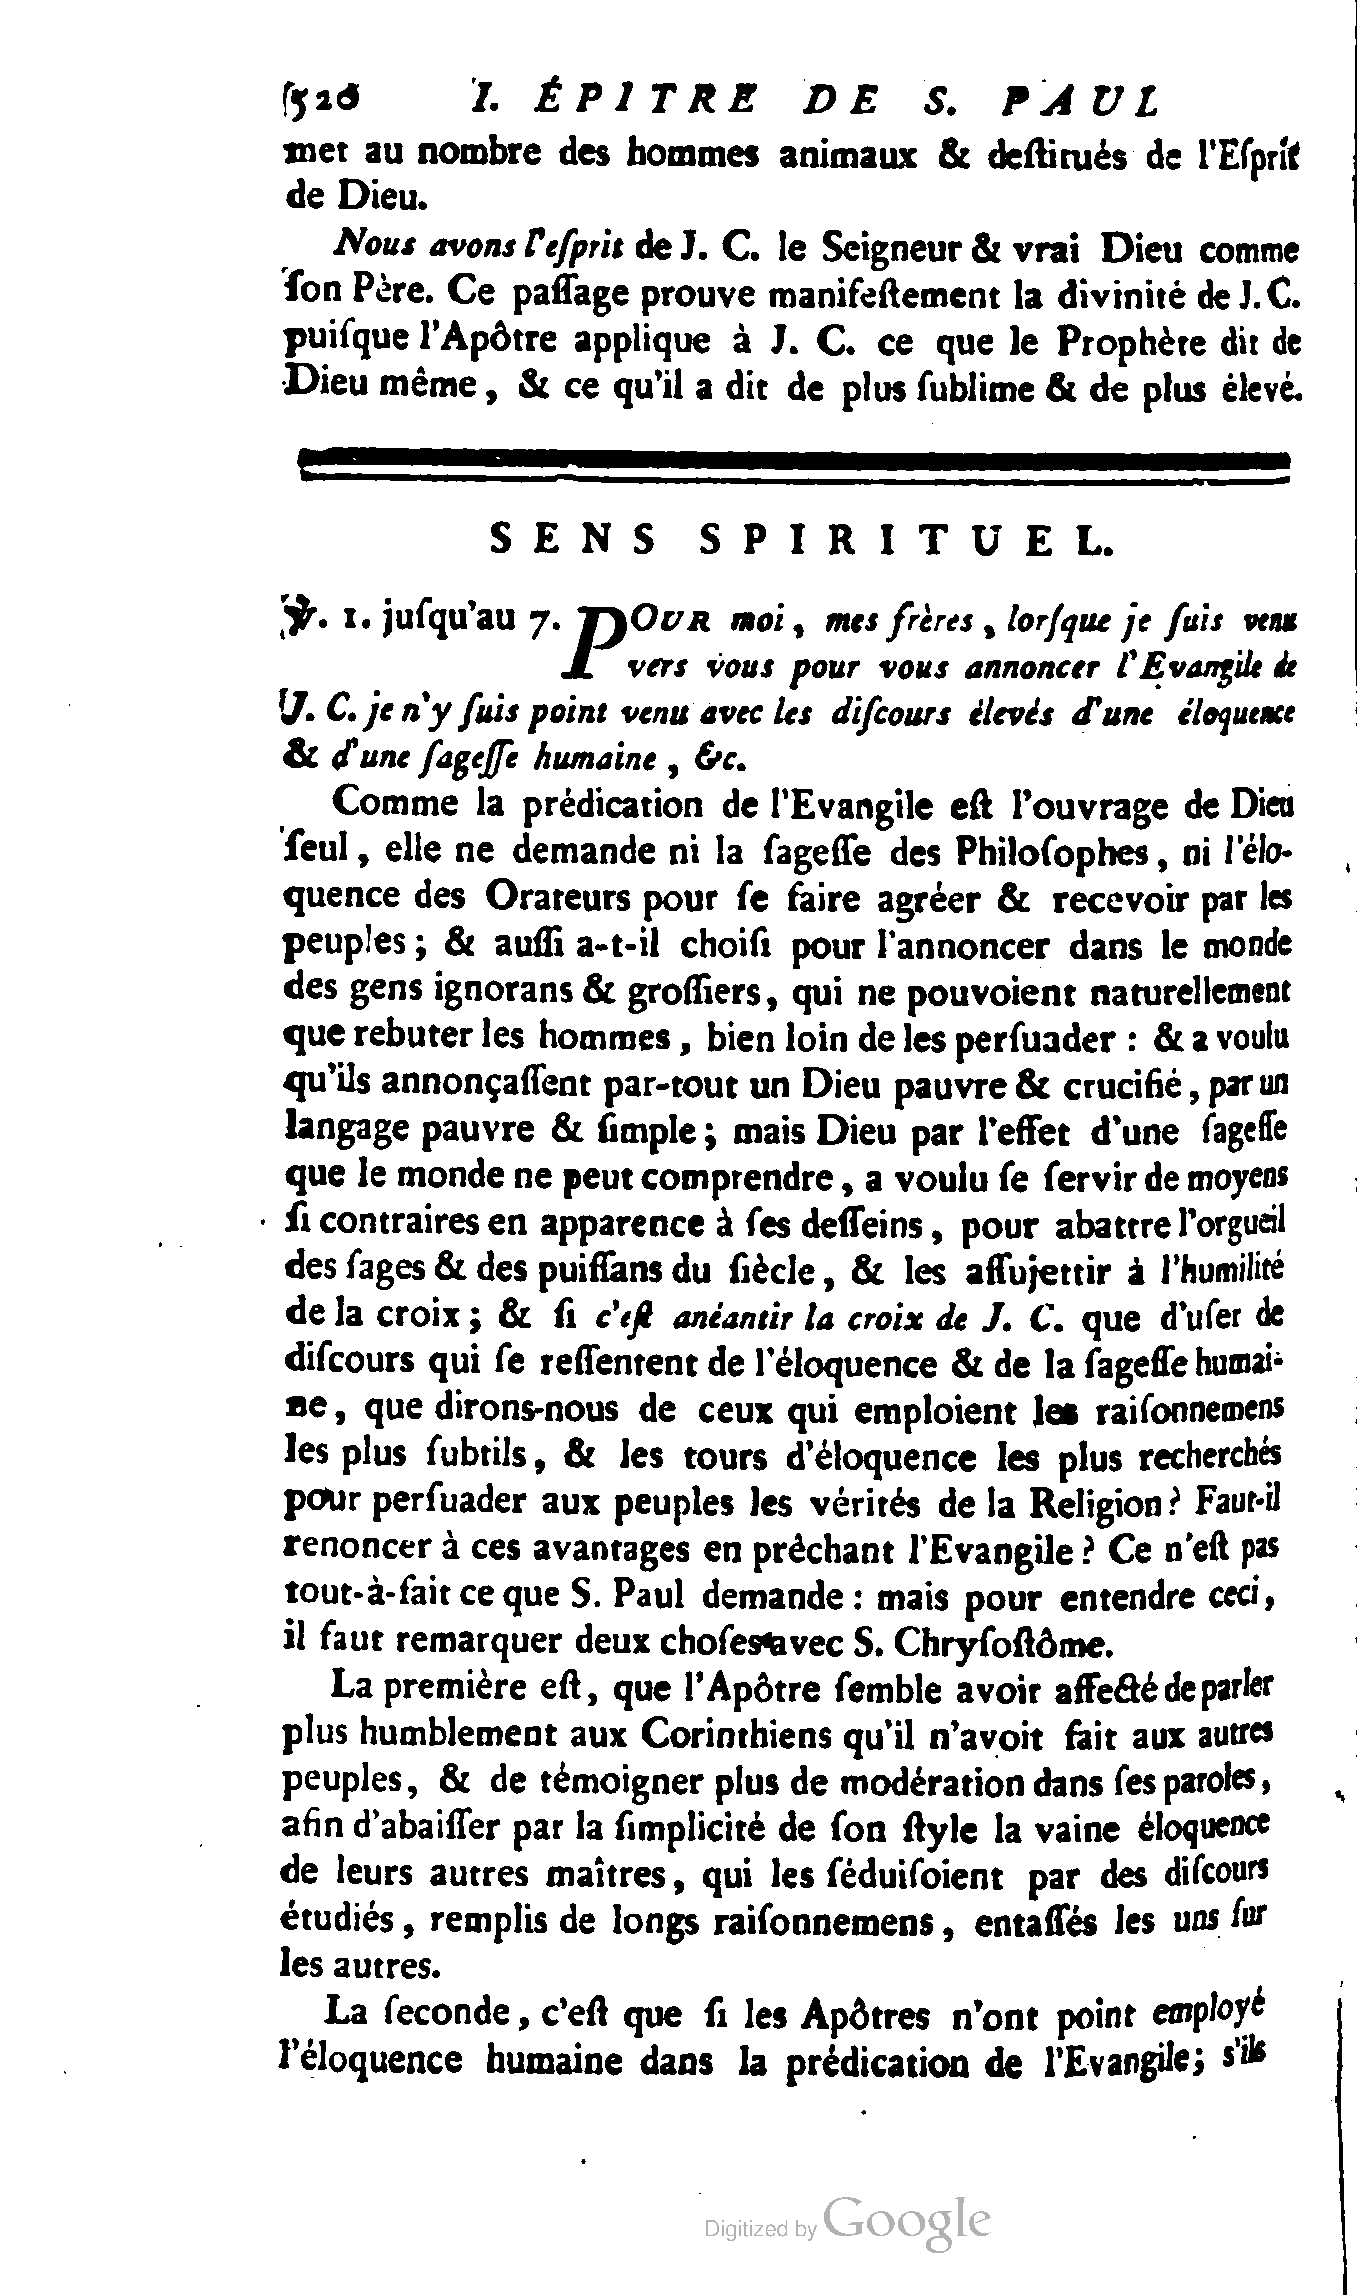 526 I. ÉPITRE DE S. PAUL
met au nombre des hommes animaux & deſtitués de l'Eſprit
de Dieu.
Nous avons l'eſprit de J. C. le Seigneur & vrai Dieu comme
ſon Père. Ce paſſage prouve manifeſtement la divinité de J. C.
puiſque l'Apôtre applique à J. C. ce que le Prophète dit de
Dieu même, & ce qu'il a dit de plus ſublime & de plus élevé.
SENS SPIRITUEL.
℣. 1. juſqu'au 7. POUR moi, mes frères, lorſque je ſuis venu
vers vous pour vous annoncer l'Evangile de
J. C. je n'y ſuis point venu avec les diſcours élevés d'une éloquence
& d'une ſageſſe humaine, &c.
Comme la prédication de l'Evangile eſt l'ouvrage de Dieu
ſeul, elle ne demande ni la ſageſſe des Philoſophes, ni l'élo-
quence des Orateurs pour ſe faire agréer & recevoir par les
peuples; & auſſi a-t-il choiſi pour l'annoncer dans le monde
des gens ignorans & groſſiers, qui ne pouvoient naturellement
que rebuter les hommes, bien loin de les perſuader : & a voulu
qu'ils annonçaſſent par-tout un Dieu pauvre & crucifié, par un
langage pauvre & ſimple; mais Dieu par l'effet d'une ſageſſe
que le monde ne peut comprendre, a voulu ſe ſervir de moyens
ſi contraires en apparence à ſes deſſeins, pour abattre l'orgueil
des ſages & des puiſſans du ſiècle, & les aſſujettir à l'humilité
de la croix; & ſi c'eſt anéantir la croix de J. C. que d'uſer de
diſcours qui ſe reſſentent de l'éloquence & de la ſageſſe humai-
ne, que dirons-nous de ceux qui emploient les raiſonnemens
les plus ſubtils, & les tours d'éloquence les plus recherchés
pour perſuader aux peuples les vérités de la Religion? Faut-il
renoncer à ces avantages en prêchant l'Evangile? Ce n'eſt pas
tout-à-fait ce que S. Paul demande : mais pour entendre ceci,
il faut remarquer deux choſes avec S. Chryſoſtôme.
La première eſt, que l'Apôtre ſemble avoir affecté de parler
plus humblement aux Corinthiens qu'il n'avoit fait aux autres
peuples, & de témoigner plus de modération dans ſes paroles,
afin d'abaiſſer par la ſimplicité de ſon ſtyle la vaine éloquence
de leurs autres maîtres, qui les ſéduiſoient par des diſcours
étudiés, remplis de longs raiſonnemens, entaſſés les uns ſur
les autres.
La ſeconde, c'eſt que ſi les Apôtres n'ont point employé
l'éloquence humaine dans la prédication de l'Evangile; s'ils
Digitized by Google